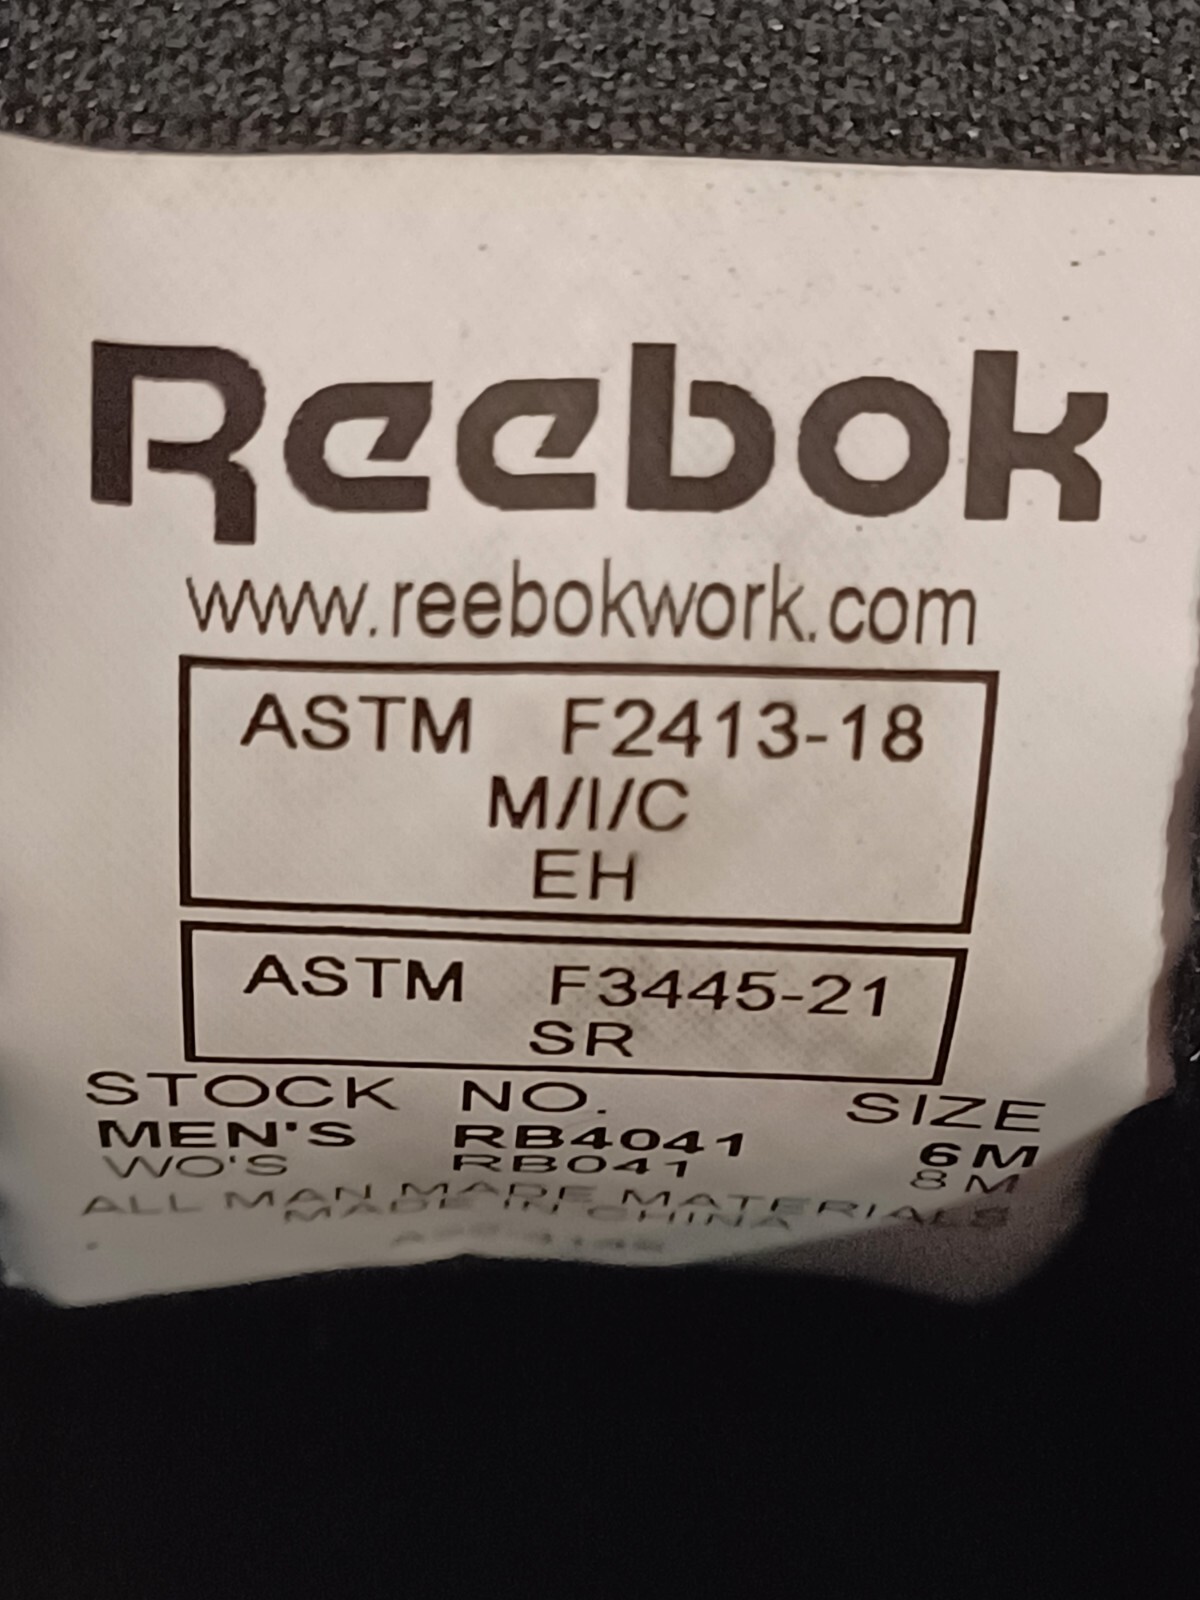 Reebok
www.reebokwork.com
ASTM F2413-18
M/I/C
EH
ASTM F3445-21
SR
STOCK NO. SIZE
MEN'S RB4041 6M
WO'S RB041 8M
ALL MAN MADE MATERIALS
MADE IN CHINA